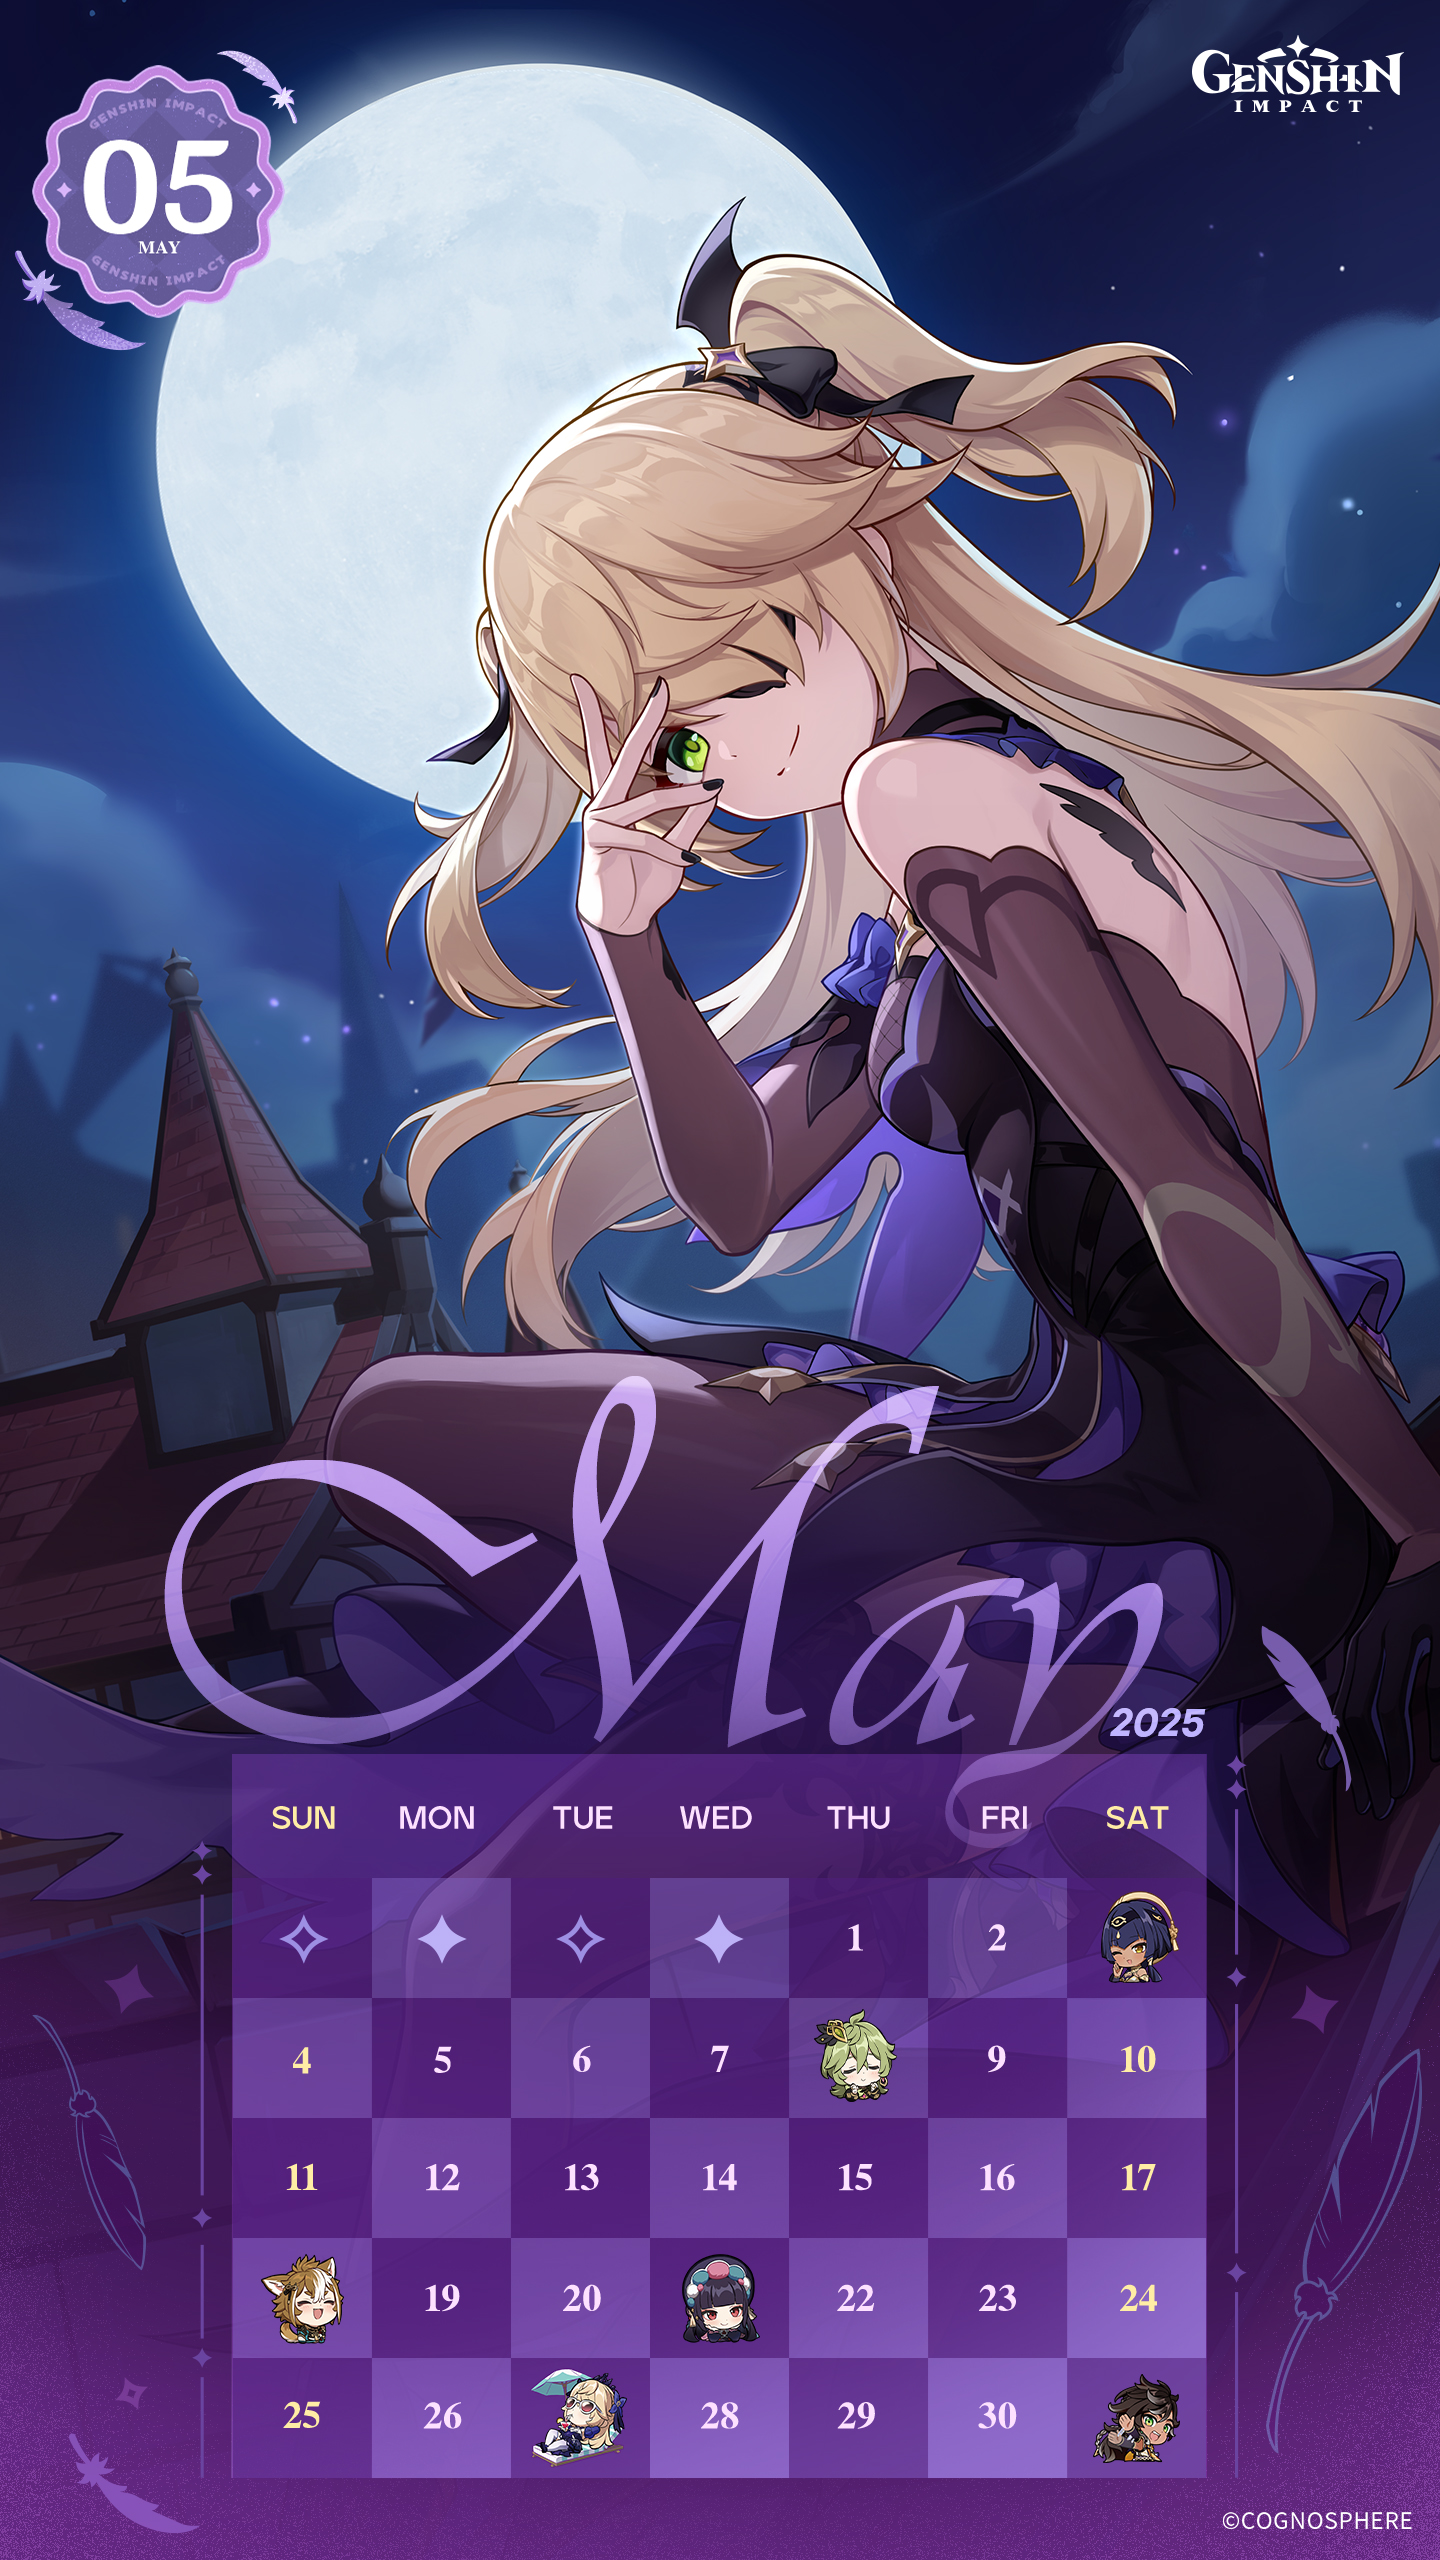 GENSHIN IMPACT
05
MAY
GENSHIN IMPACT
GENSHIN
IMPACT
May
2025
SUN MON TUE WED THU FRI SAT
1 2
4 5 6 7 9 10
11 12 13 14 15 16 17
19 20 22 23 24
25 26 28 29 30
©COGNOSPHERE